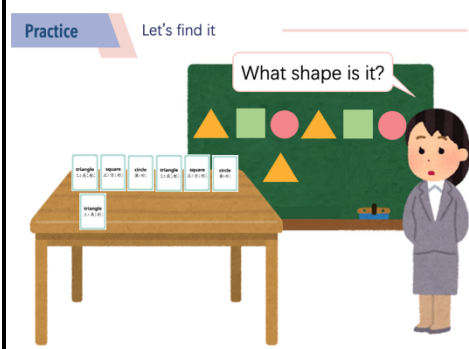 Practice
Let's find it
What shape is it?
triangle
square
circle
triangle
square
circle
triangle